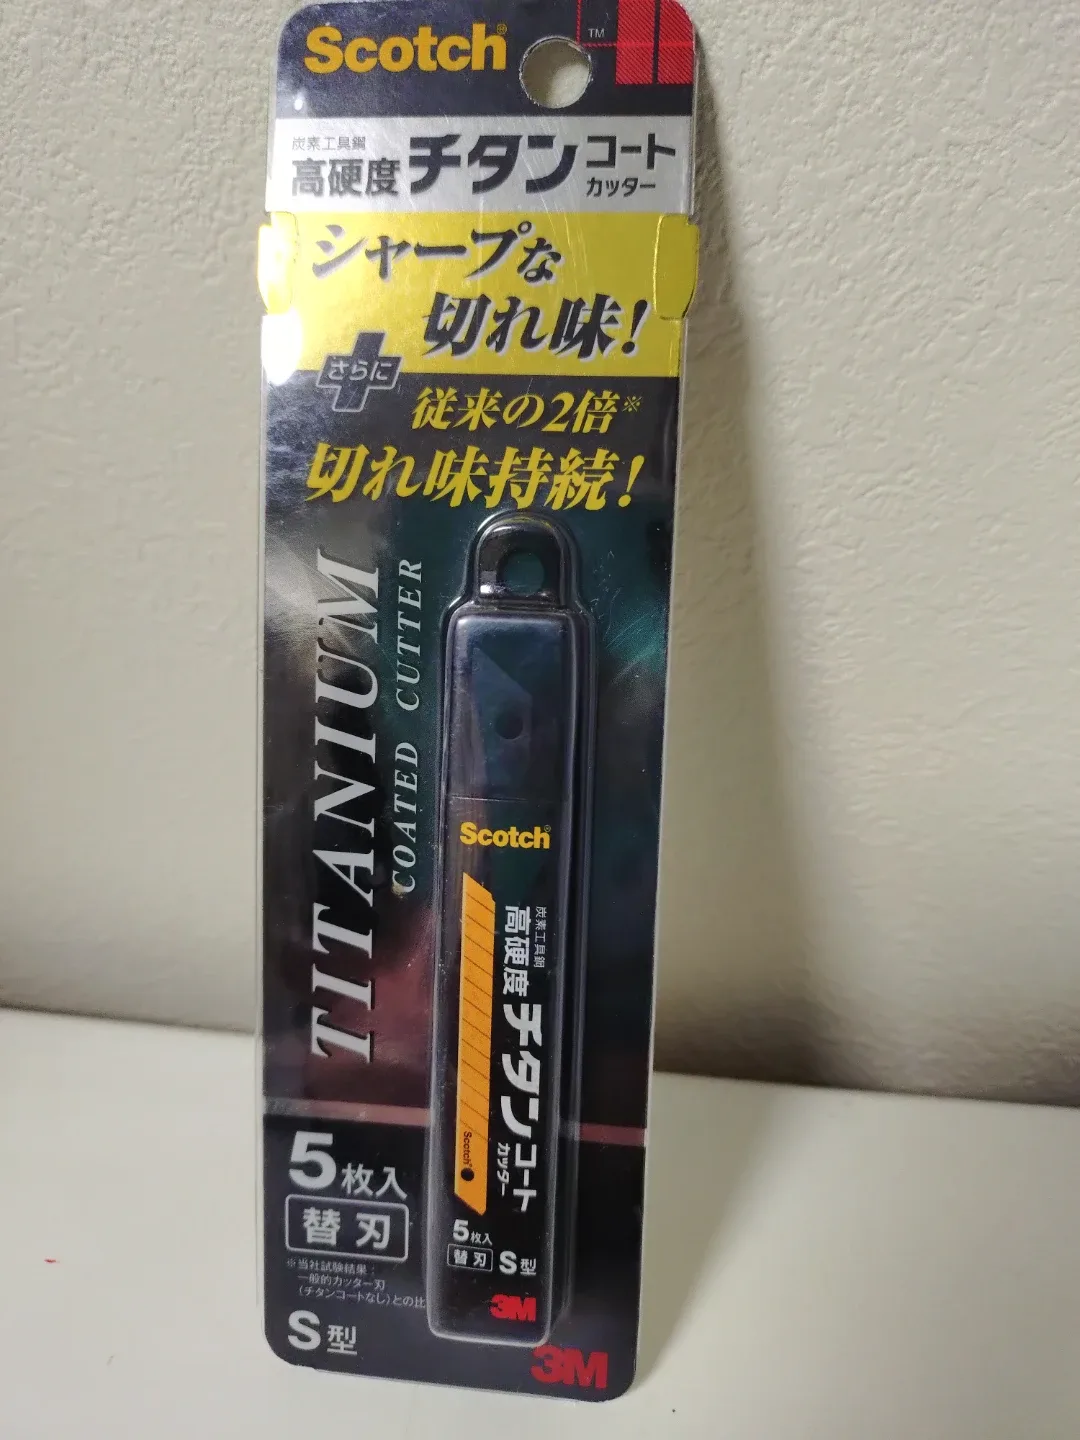 Scotch®
TM
炭素工具鋼
高硬度 チタン コート
カッター
シャープな
切れ味!
さらに
従来の2倍※
切れ味持続!
TITANIUM
COATED CUTTER
Scotch®
炭素工具鋼
高硬度 チタン コート
カッター
Scotch
5枚入
替刃 S型
3M
5枚入
替刃
※当社試験結果:
一般的カッター刃
(チタンコートなし)との比
S型
3M